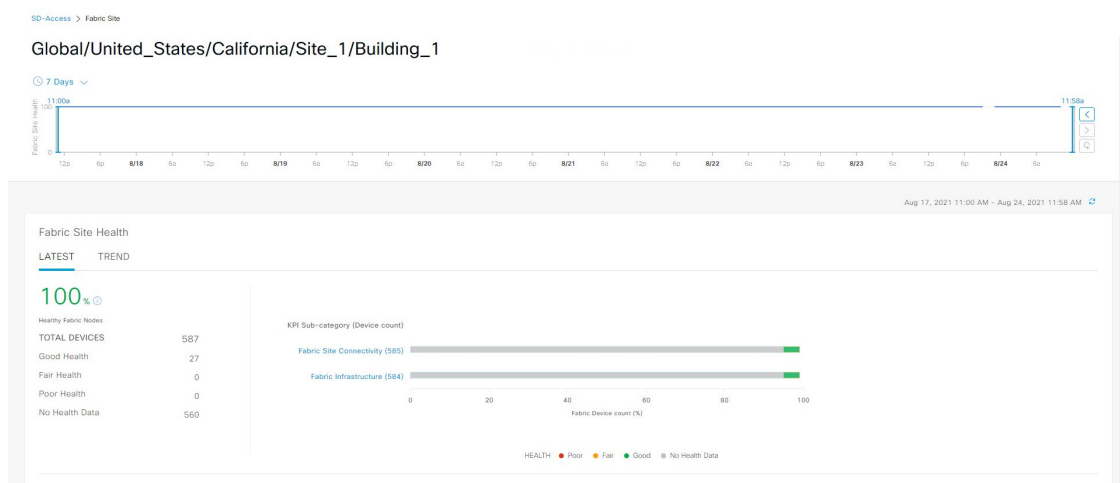 SD-Access > Fabric Site
Global/United_States/California/Site_1/Building_1
7 Days
11:00a 11:58a
Fabric Site Health
100
0
12p 6p 8/18 6a 12p 6p 8/19 6a 12p 6p 8/20 6a 12p 6p 8/21 6a 12p 6p 8/22 6a 12p 6p 8/23 6a 12p 6p 8/24 6a
Aug 17, 2021 11:00 AM - Aug 24, 2021 11:58 AM
Fabric Site Health
LATEST TREND
100%
Healthy Fabric Nodes
TOTAL DEVICES 587
Good Health 27
Fair Health 0
Poor Health 0
No Health Data 560
KPI Sub-category (Device count)
Fabric Site Connectivity (585)
Fabric Infrastructure (584)
0 20 40 60 80 100
Fabric Device count (%)
HEALTH Poor Fair Good No Health Data